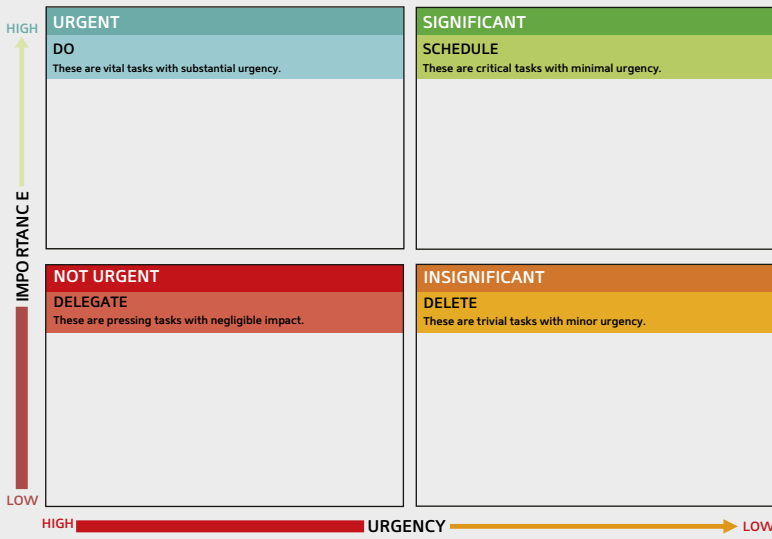 HIGH
URGENT
DO
These are vital tasks with substantial urgency.
SIGNIFICANT
SCHEDULE
These are critical tasks with minimal urgency.
IMPORTANCE
NOT URGENT
DELEGATE
These are pressing tasks with negligible impact.
INSIGNIFICANT
DELETE
These are trivial tasks with minor urgency.
LOW
HIGH
URGENCY
LOW